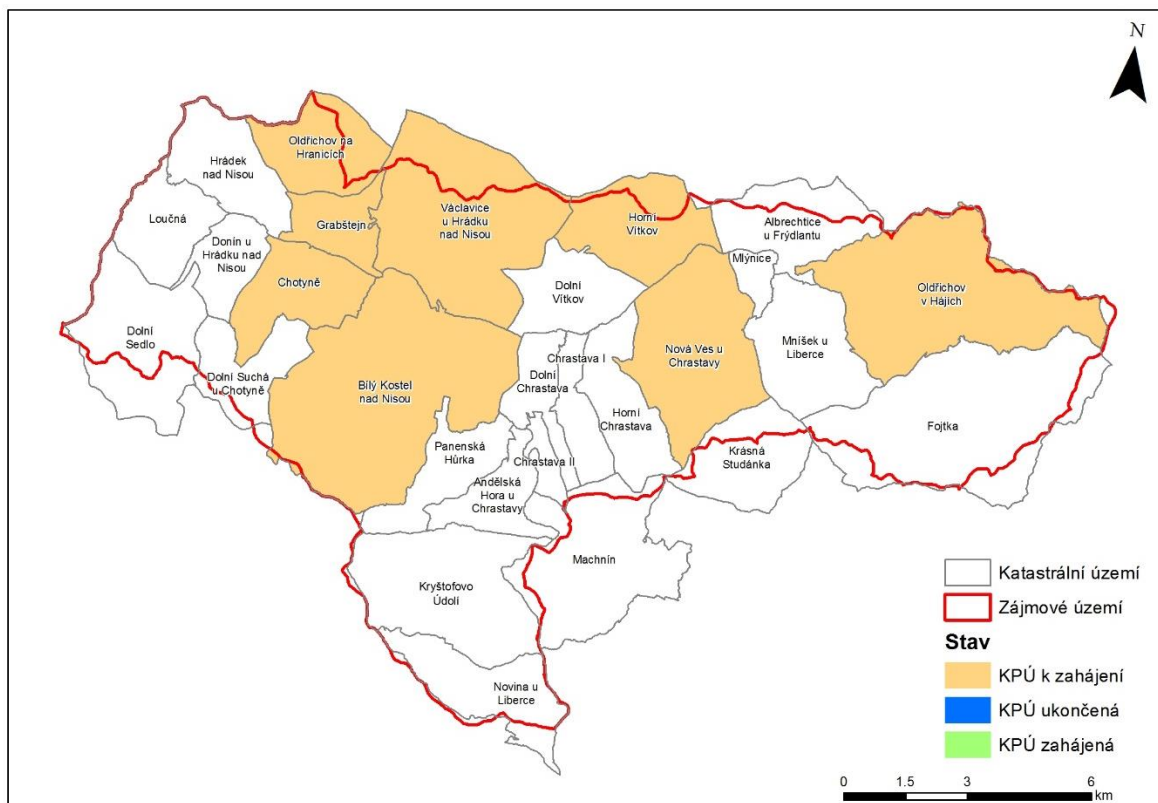 N
Oldřichov na
Hranicích
Hrádek
nad Nisou
Loučná
Grabštejn
Václavice
u Hrádku
nad Nisou
Horní
Vítkov
Albrechtice
u Frýdlantu
Donín u
Hrádku nad
Nisou
Mlýnice
Chotyně
Dolní
Vítkov
Oldřichov
v Hájích
Dolní
Sedlo
Mníšek u
Liberce
Nová Ves u
Chrastavy
Chrastava I
Dolní
Chrastava
Dolní Suchá
u Chotyně
Bílý Kostel
nad Nisou
Horní
Chrastava
Fojtka
Panenská
Hůrka
Krásná
Studánka
Chrastava II
Andělská
Hora u
Chrastavy
Machnín
Kryštofovo
Údolí
Novina u
Liberce
Katastrální území
Zájmové území
Stav
KPÚ k zahájení
KPÚ ukončená
KPÚ zahájená
0 1.5 3 6
km